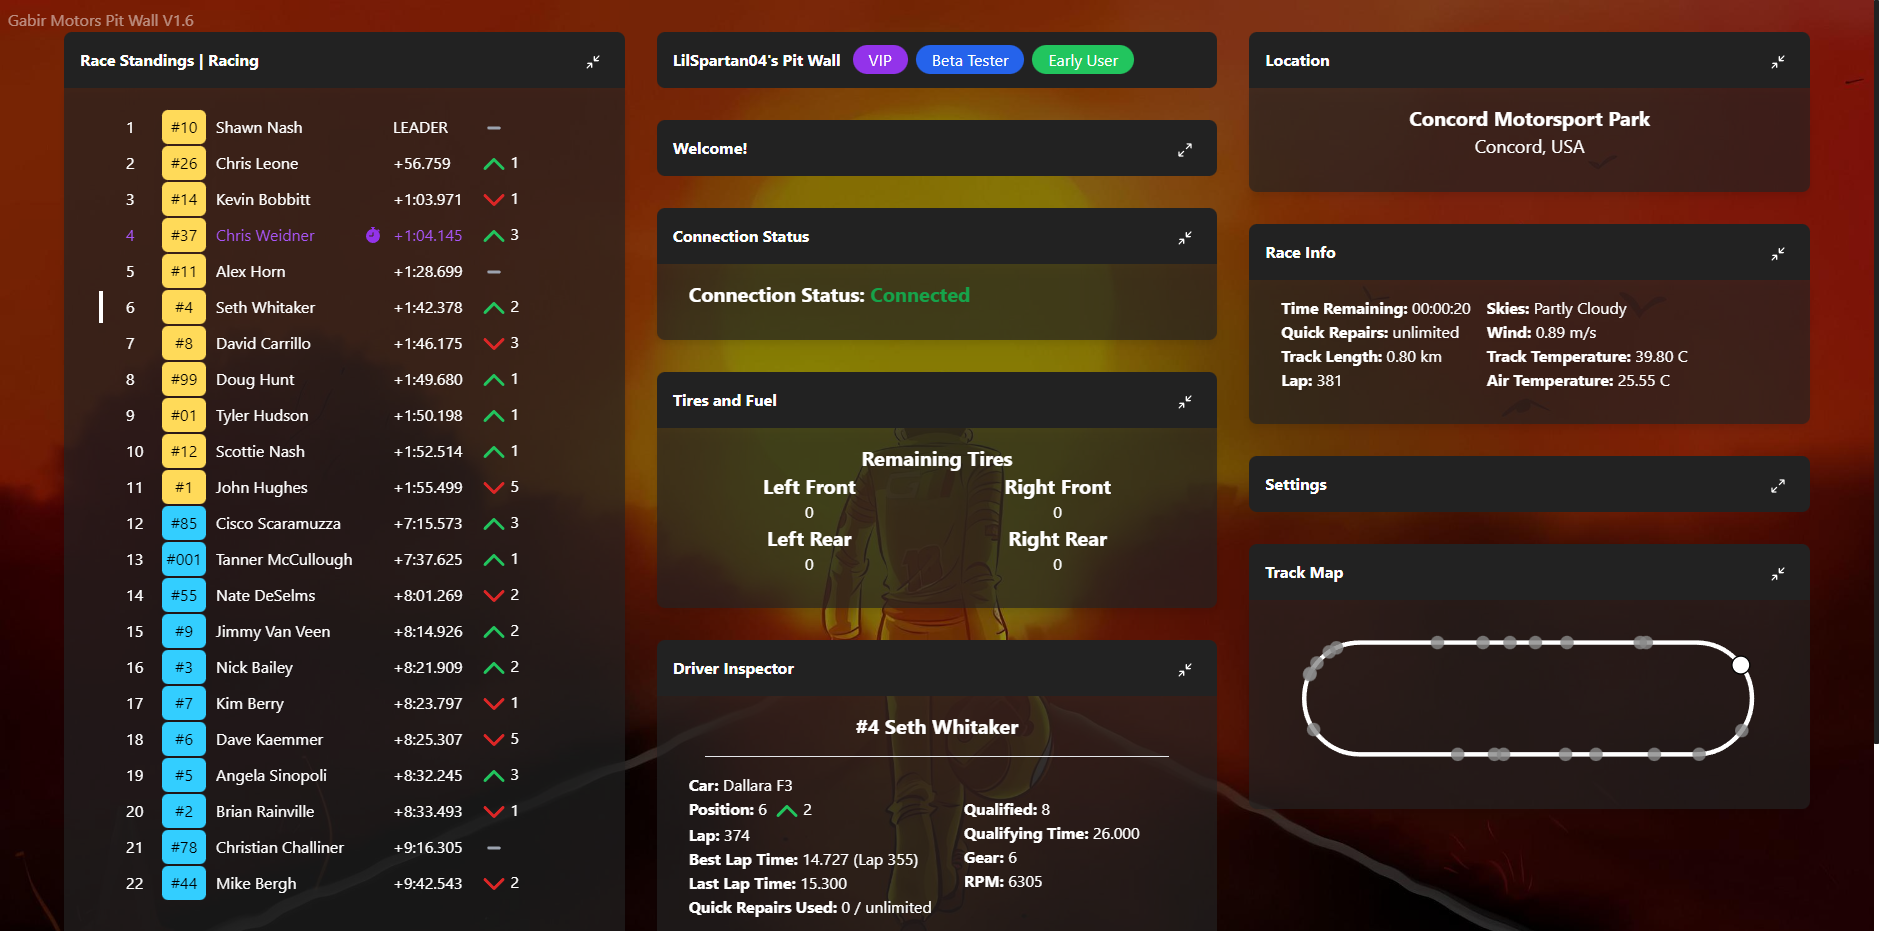 Gabir Motors Pit Wall V1.6
Race Standings | Racing
1 #10 Shawn Nash LEADER
2 #26 Chris Leone +56.759 1
3 #14 Kevin Bobbitt +1:03.971 1
4 #37 Chris Weidner +1:04.145 3
5 #11 Alex Horn +1:28.699
6 #4 Seth Whitaker +1:42.378 2
7 #8 David Carrillo +1:46.175 3
8 #99 Doug Hunt +1:49.680 1
9 #01 Tyler Hudson +1:50.198 1
10 #12 Scottie Nash +1:52.514 1
11 #1 John Hughes +1:55.499 5
12 #85 Cisco Scaramuzza +7:15.573 3
13 #001 Tanner McCullough +7:37.625 1
14 #55 Nate DeSelms +8:01.269 2
15 #9 Jimmy Van Veen +8:14.926 2
16 #3 Nick Bailey +8:21.909 2
17 #7 Kim Berry +8:23.797 1
18 #6 Dave Kaemmer +8:25.307 5
19 #5 Angela Sinopoli +8:32.245 3
20 #2 Brian Rainville +8:33.493 1
21 #78 Christian Challiner +9:16.305
22 #44 Mike Bergh +9:42.543 2
LilSpartan04's Pit Wall VIP Beta Tester Early User
Welcome!
Connection Status
Connection Status: Connected
Tires and Fuel
Remaining Tires
Left Front Right Front
0 0
Left Rear Right Rear
0 0
Driver Inspector
#4 Seth Whitaker
Car: Dallara F3
Position: 6 2
Lap: 374
Best Lap Time: 14.727 (Lap 355)
Last Lap Time: 15.300
Quick Repairs Used: 0 / unlimited
Qualified: 8
Qualifying Time: 26.000
Gear: 6
RPM: 6305
Location
Concord Motorsport Park
Concord, USA
Race Info
Time Remaining: 00:00:20
Quick Repairs: unlimited
Track Length: 0.80 km
Lap: 381
Skies: Partly Cloudy
Wind: 0.89 m/s
Track Temperature: 39.80 C
Air Temperature: 25.55 C
Settings
Track Map